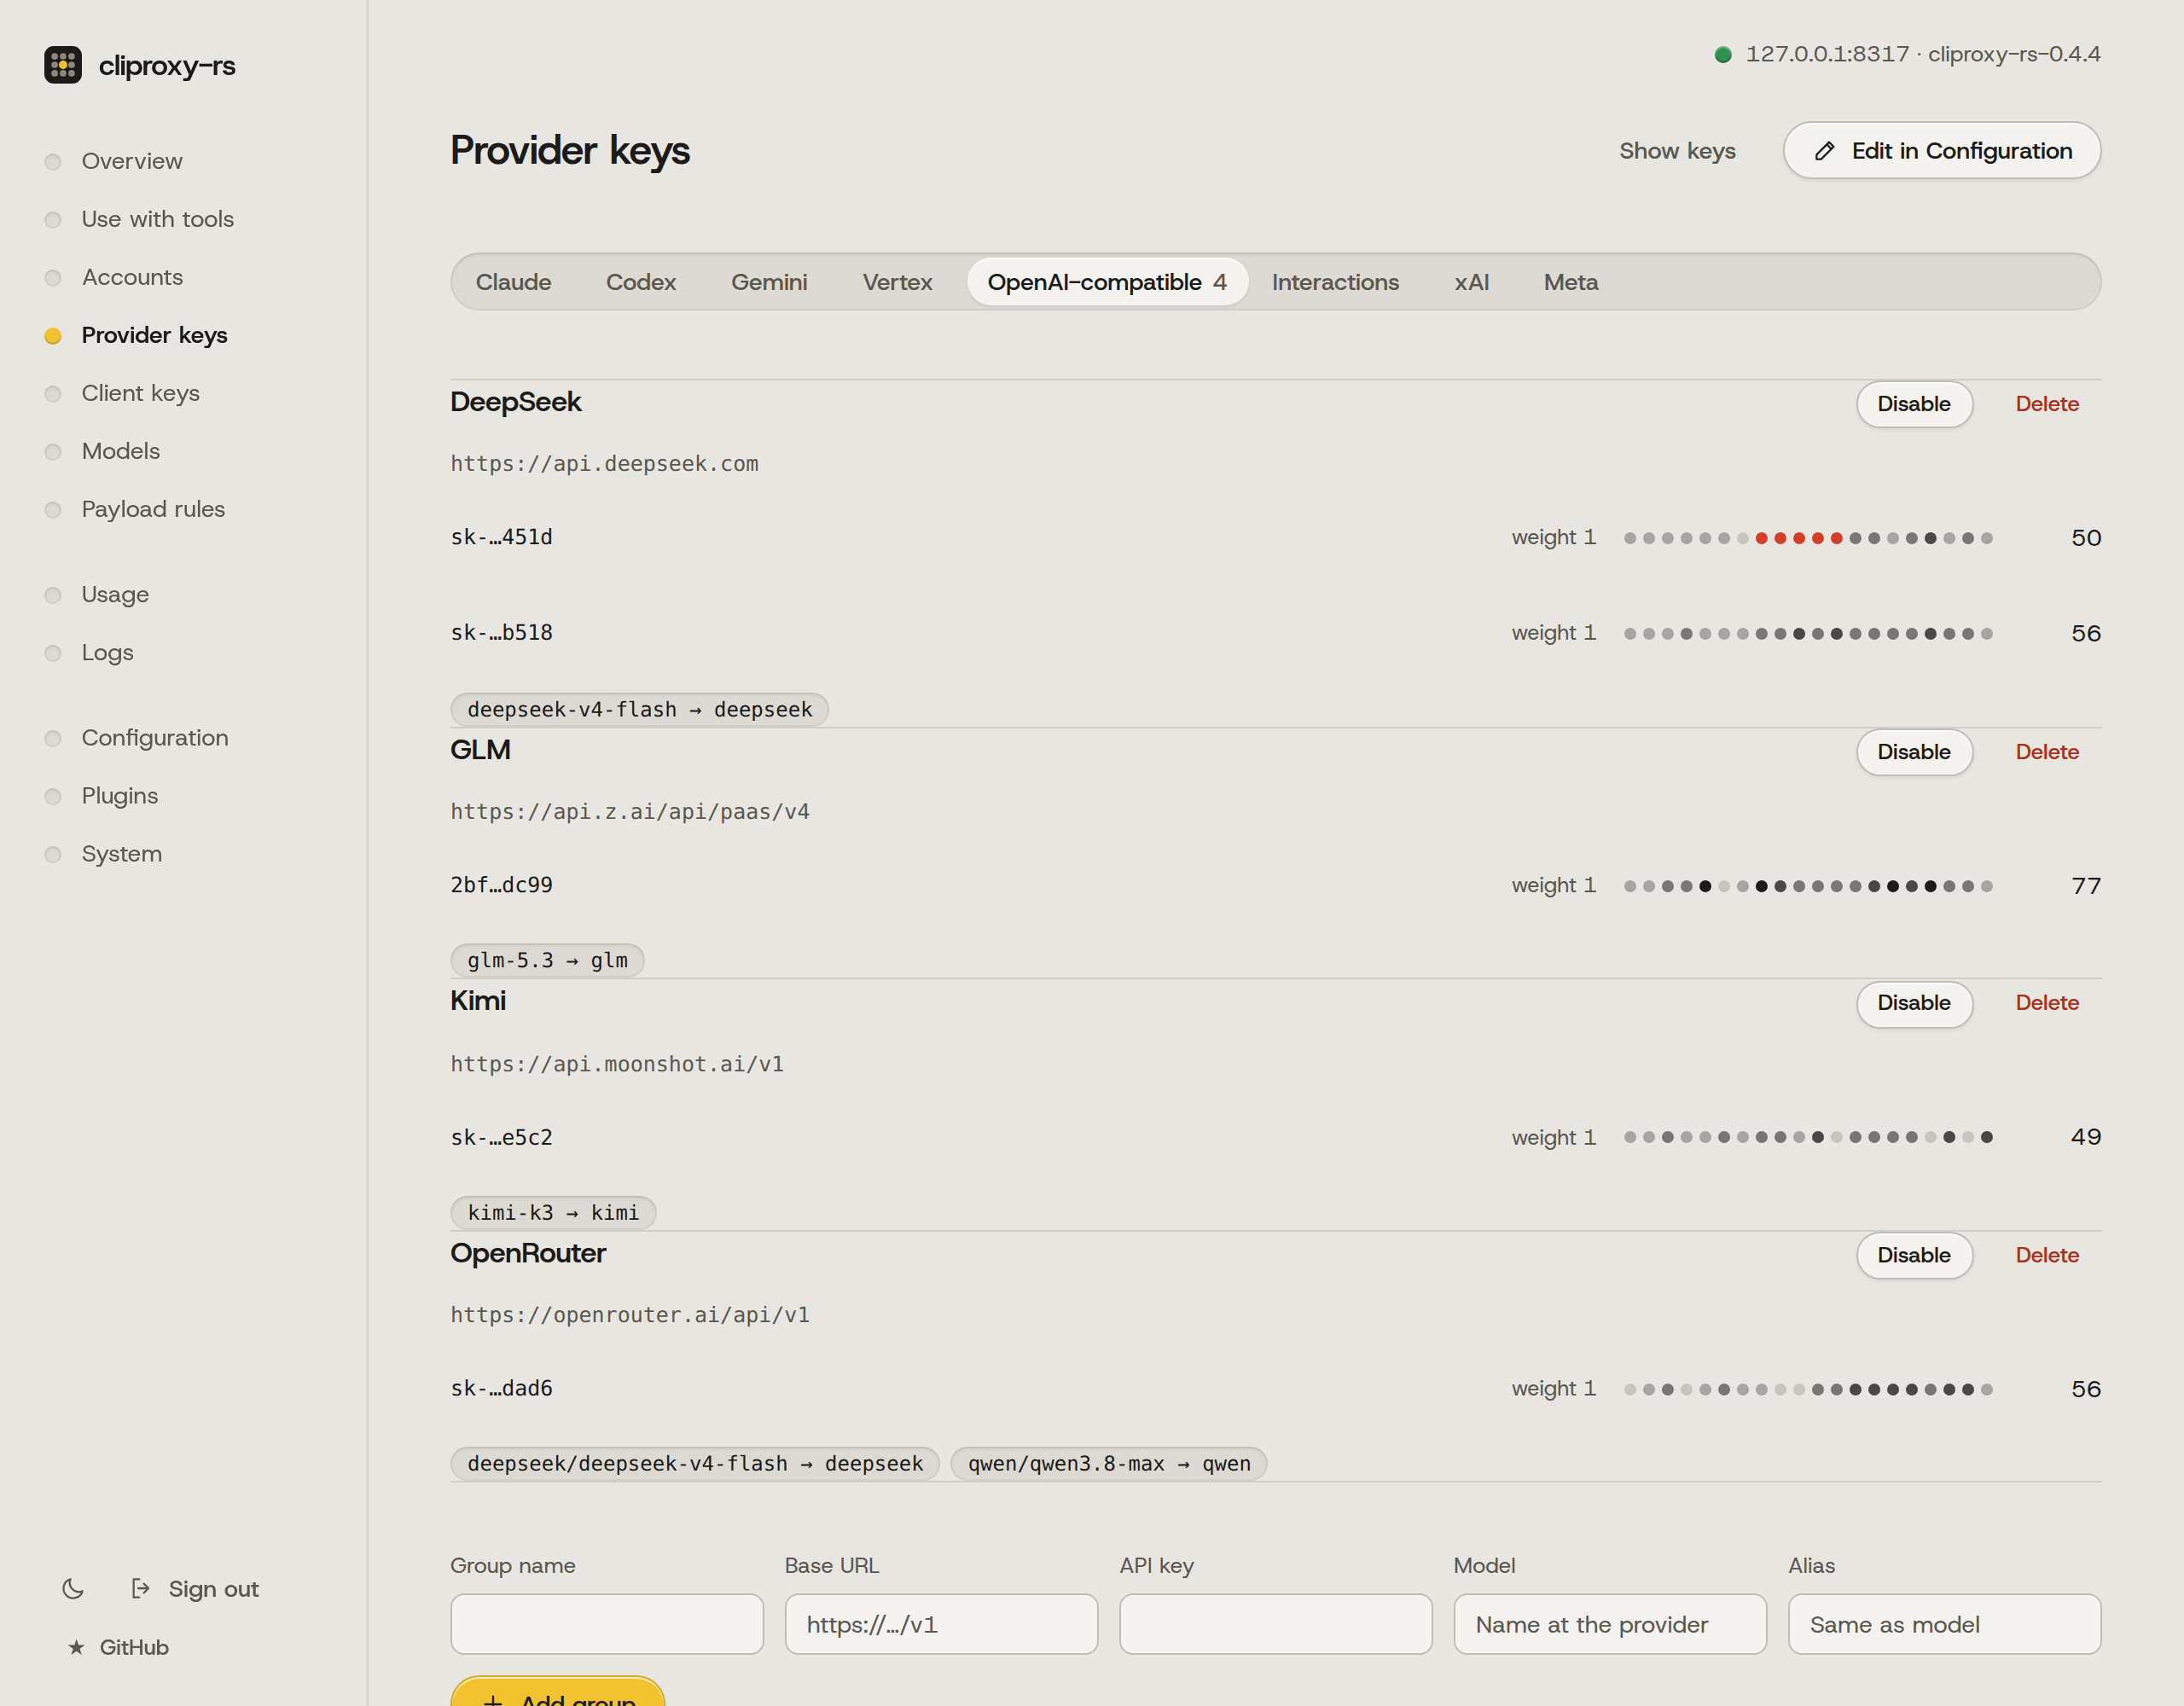 cliproxy-rs
Overview
Use with tools
Accounts
Provider keys
Client keys
Models
Payload rules
Usage
Logs
Configuration
Plugins
System
Sign out
★ GitHub
127.0.0.1:8317 · cliproxy-rs-0.4.4
Provider keys
Show keys
Edit in Configuration
Claude Codex Gemini Vertex OpenAI-compatible 4 Interactions xAI Meta
DeepSeek Disable Delete
https://api.deepseek.com
sk-…451d weight 1 50
sk-…b518 weight 1 56
deepseek-v4-flash → deepseek
GLM Disable Delete
https://api.z.ai/api/paas/v4
2bf…dc99 weight 1 77
glm-5.3 → glm
Kimi Disable Delete
https://api.moonshot.ai/v1
sk-…e5c2 weight 1 49
kimi-k3 → kimi
OpenRouter Disable Delete
https://openrouter.ai/api/v1
sk-…dad6 weight 1 56
deepseek/deepseek-v4-flash → deepseek qwen/qwen3.8-max → qwen
Group name Base URL API key Model Alias
https://…/v1 Name at the provider Same as model
+ Add group